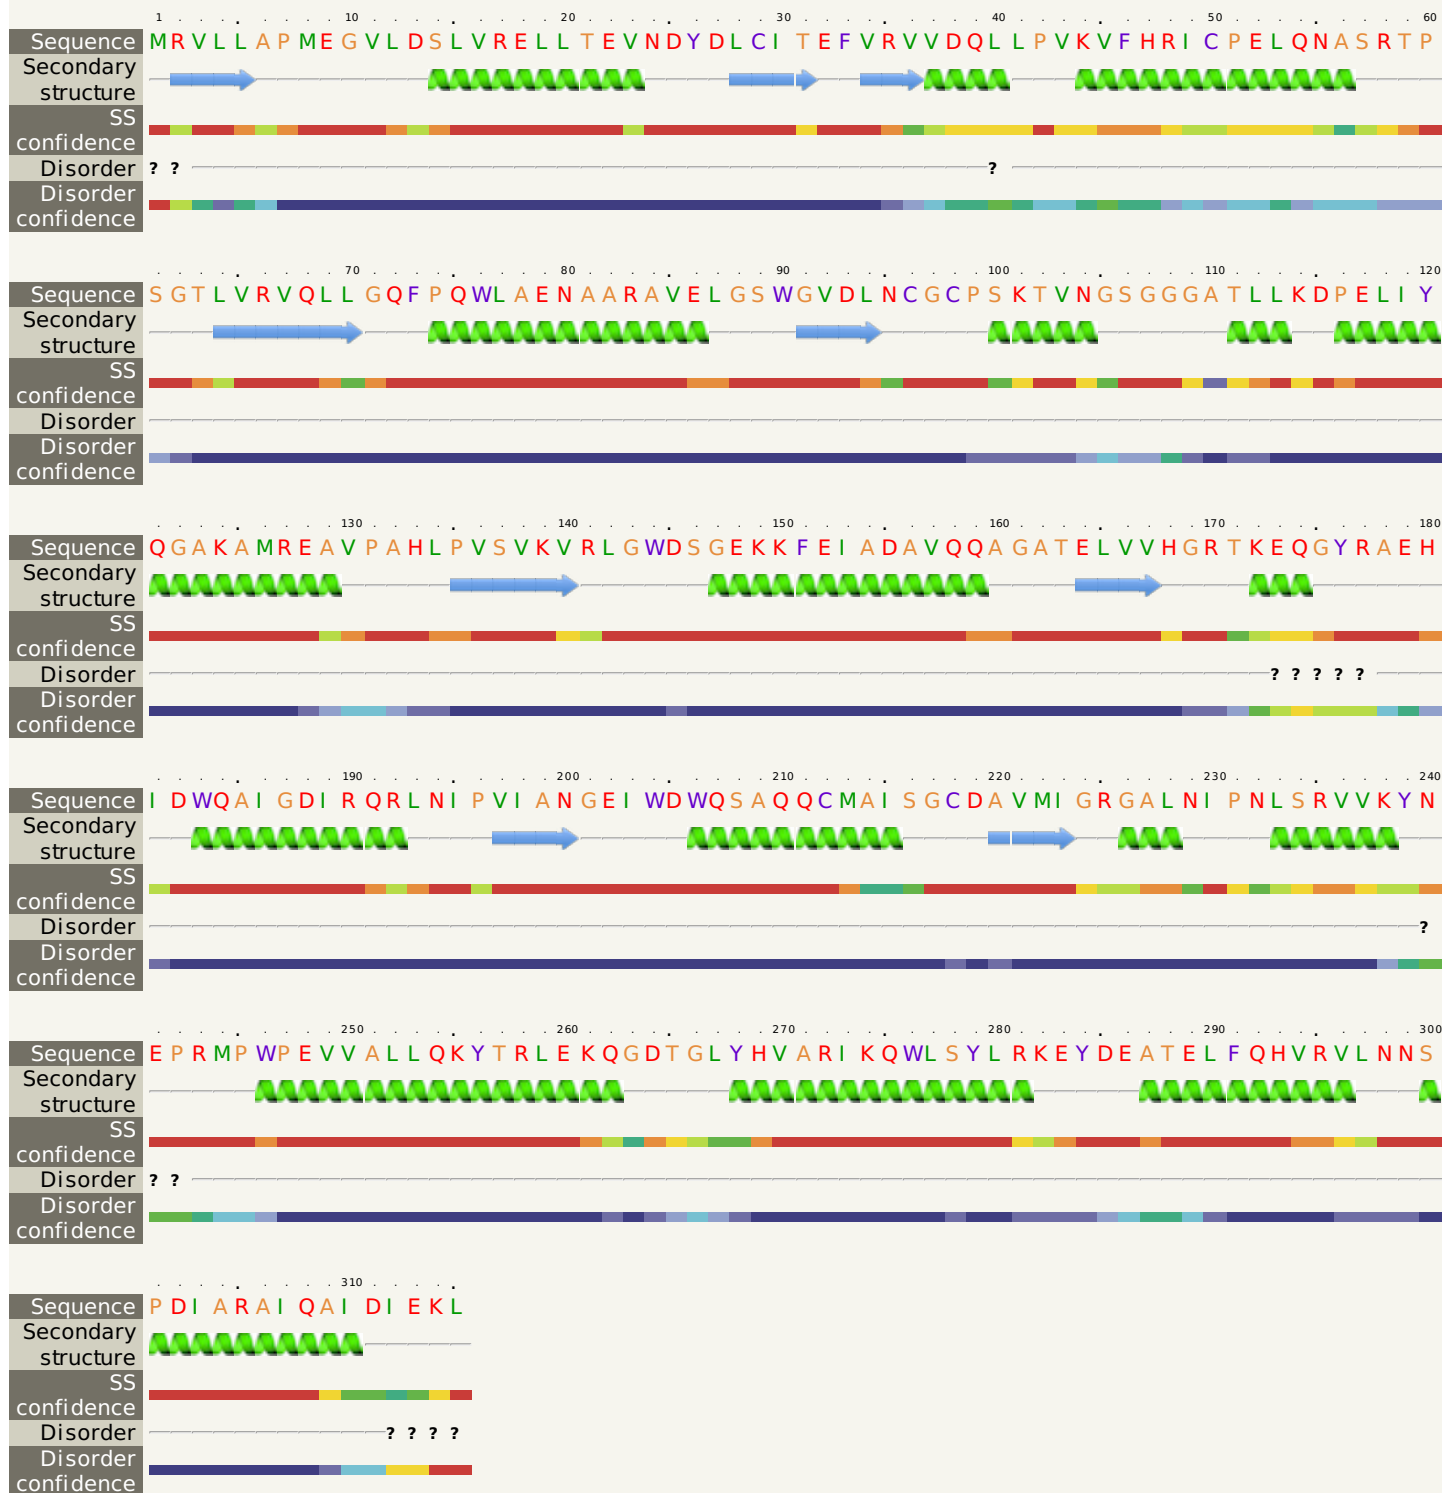 1 . . . . . . . . 10 . . . . . . . . . 20 . . . . . . . . . 30 . . . . . . . . . 40 . . . . . . . . . 50 . . . . . . . . . 60
Sequence MRVLLAPMEGVLDSLVRELLTEVNDYDLCITEFVRVVDQLLPVKVFHRICPELQNASRTP
Secondary
structure
SS
confidence
Disorder ? ? ?
Disorder
confidence
. . . . . . . . . 70 . . . . . . . . . 80 . . . . . . . . . 90 . . . . . . . . . 100 . . . . . . . . . 110 . . . . . . . . . 120
Sequence SGTLVRVQLLGQFPQWLAENAARAVELGSWGVDLNCGCPSKTVNGSGGGATLLKDPELIY
Secondary
structure
SS
confidence
Disorder
Disorder
confidence
. . . . . . . . . 130 . . . . . . . . . 140 . . . . . . . . . 150 . . . . . . . . . 160 . . . . . . . . . 170 . . . . . . . . . 180
Sequence QGAKAMREAVPAHLPVSVKVRLGWDSGEKKFEIADAVQQAGATELVVHGRTKEQGYRAEH
Secondary
structure
SS
confidence
Disorder ? ? ? ? ?
Disorder
confidence
. . . . . . . . . 190 . . . . . . . . . 200 . . . . . . . . . 210 . . . . . . . . . 220 . . . . . . . . . 230 . . . . . . . . . 240
Sequence IDWQAIGDIRQRLNIPVIANGEIWDWQSAQQCMAISGCDAVMIGRGALNIPNLSRVVKYN
Secondary
structure
SS
confidence
Disorder ?
Disorder
confidence
. . . . . . . . . 250 . . . . . . . . . 260 . . . . . . . . . 270 . . . . . . . . . 280 . . . . . . . . . 290 . . . . . . . . . 300
Sequence EPRMPWPEVVALLQKYTRLEKQGDTGLYHVARIKQWLSYLRKEYDEATELFQHVRVLNNS
Secondary
structure
SS
confidence
Disorder ? ?
Disorder
confidence
. . . . . . . . . 310 . . . . .
Sequence PDIARAIQAIDIEKL
Secondary
structure
SS
confidence
Disorder ? ? ? ?
Disorder
confidence